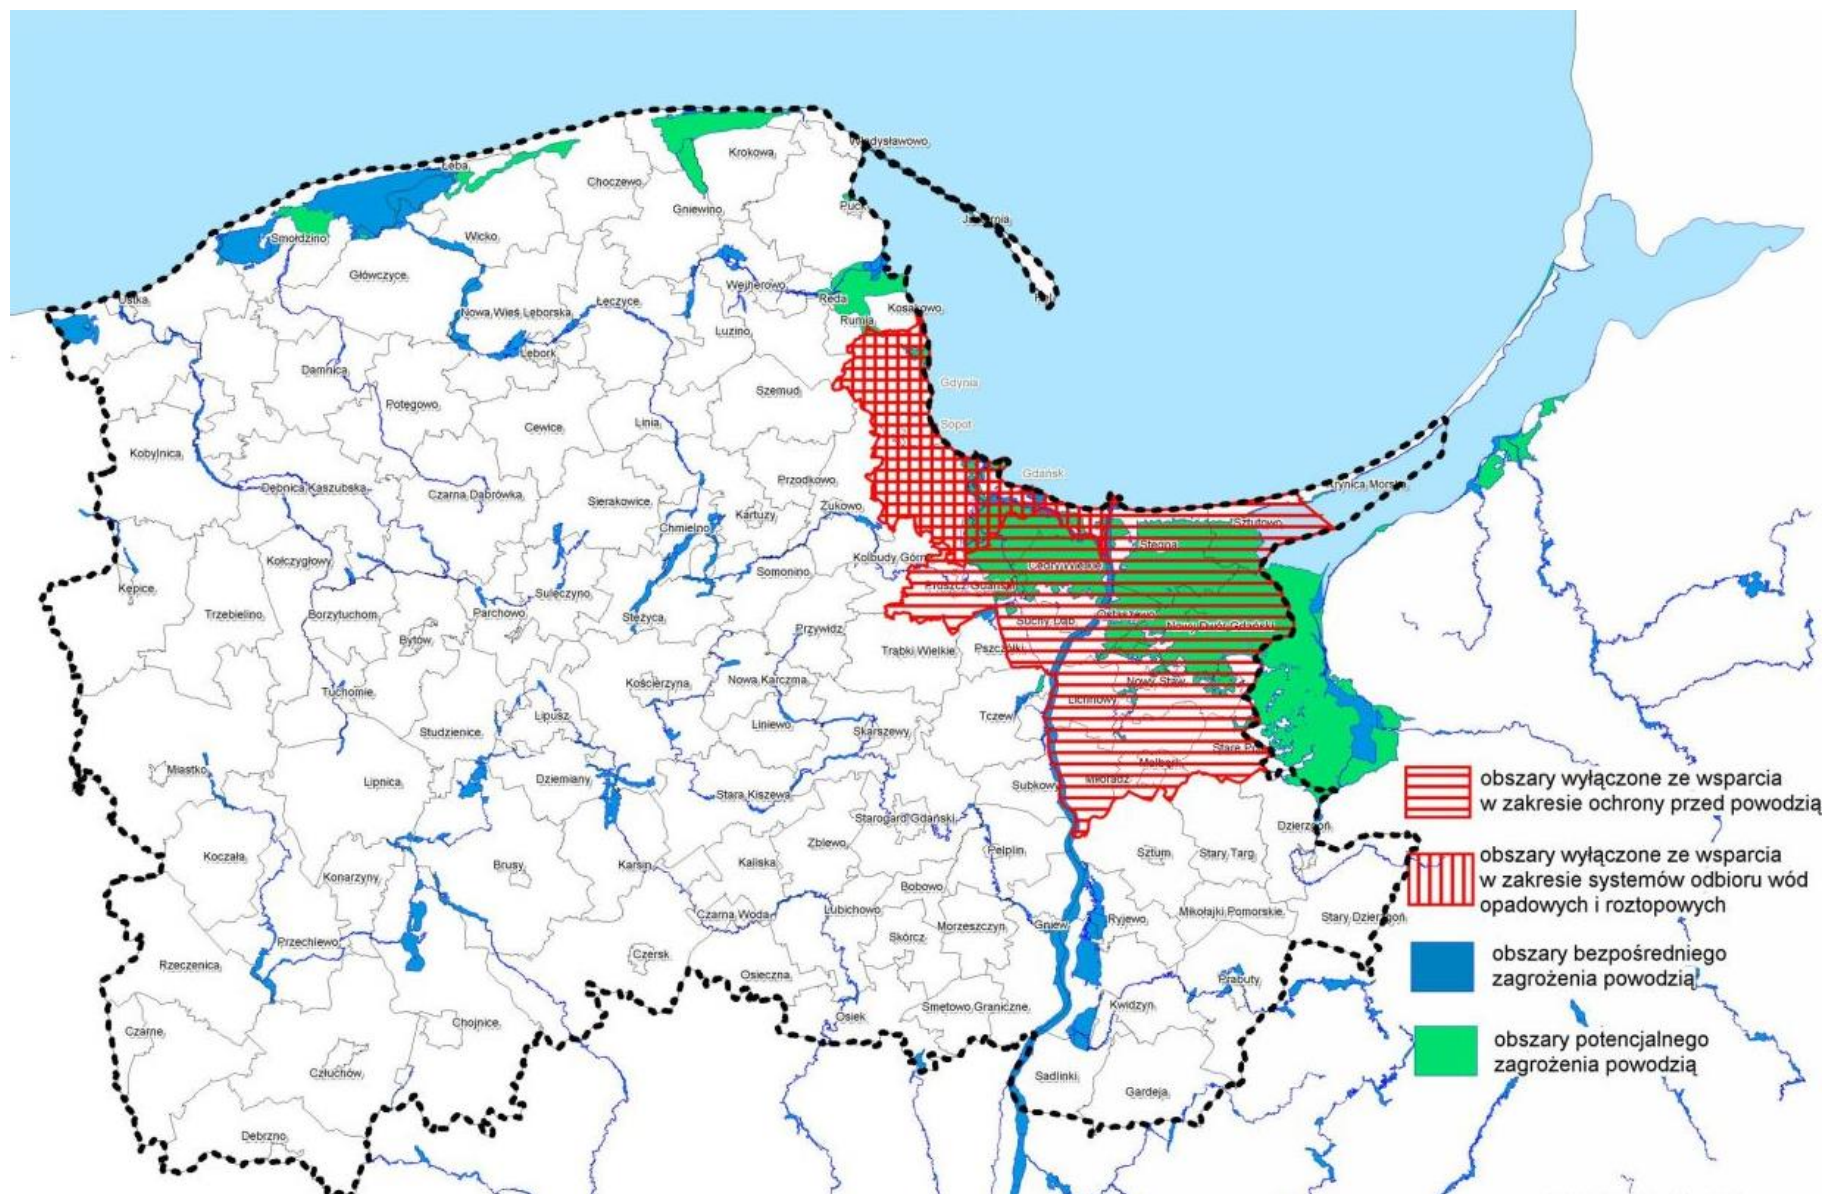 Władysławowo
Krokowa
Łeba
Choczewo
Gniewino
Puck
Jastarnia
Hel
Smołdzino
Wicko
Główczyce
Wejherowo
Reda
Kosakowo
Ustka
Nowa Wieś Lęborska
Łęczyce
Rumia
Luzino
Lębork
Damnica
Szemud
Gdynia
Potęgowo
Cewice
Linia
Sopot
Kobylnica
Gdańsk
Dębnica Kaszubska
Czarna Dąbrówka
Sierakowice
Przodkowo
Krynica Morska
Żukowo
Kartuzy
Chmielno
Sztutowo
Stegna
Kolbudy Górne
Cedry Wielkie
Kołczygłowy
Somonino
Pruszcz Gdański
Kępice
Trzebielino
Borzytuchom
Parchowo
Sulęczyno
Stężyca
Ostaszewo
Suchy Dąb
Nowy Dwór Gdański
Bytów
Przywidz
Trąbki Wielkie
Pszczółki
Kościerzyna
Nowa Karczma
Nowy Staw
Tuchomie
Lichnowy
Lipusz
Tczew
Studzienice
Liniewo
Skarszewy
Stare Pole
Malbork
Miastko
Lipnica
Dziemiany
Subkowy
Miłoradz
obszary wyłączone ze wsparcia
w zakresie ochrony przed powodzią
Stara Kiszewa
Starogard Gdański
Dzierzgoń
Koczała
Brusy
Karsin
Kaliska
Zblewo
Pelplin
Sztum
Stary Targ
obszary wyłączone ze wsparcia
w zakresie systemów odbioru wód
opadowych i roztopowych
Konarzyny
Bobowo
Czarna Woda
Lubichowo
Morzeszczyn
Gniew
Ryjewo
Mikołajki Pomorskie
Stary Dzierzgoń
Przechlewo
Skórcz
Rzeczenica
Czersk
Osieczna
Prabuty
obszary bezpośredniego
zagrożenia powodzią
Smętowo Graniczne
Kwidzyn
Czarne
Chojnice
Osiek
obszary potencjalnego
zagrożenia powodzią
Człuchów
Sadlinki
Gardeja
Debrzno